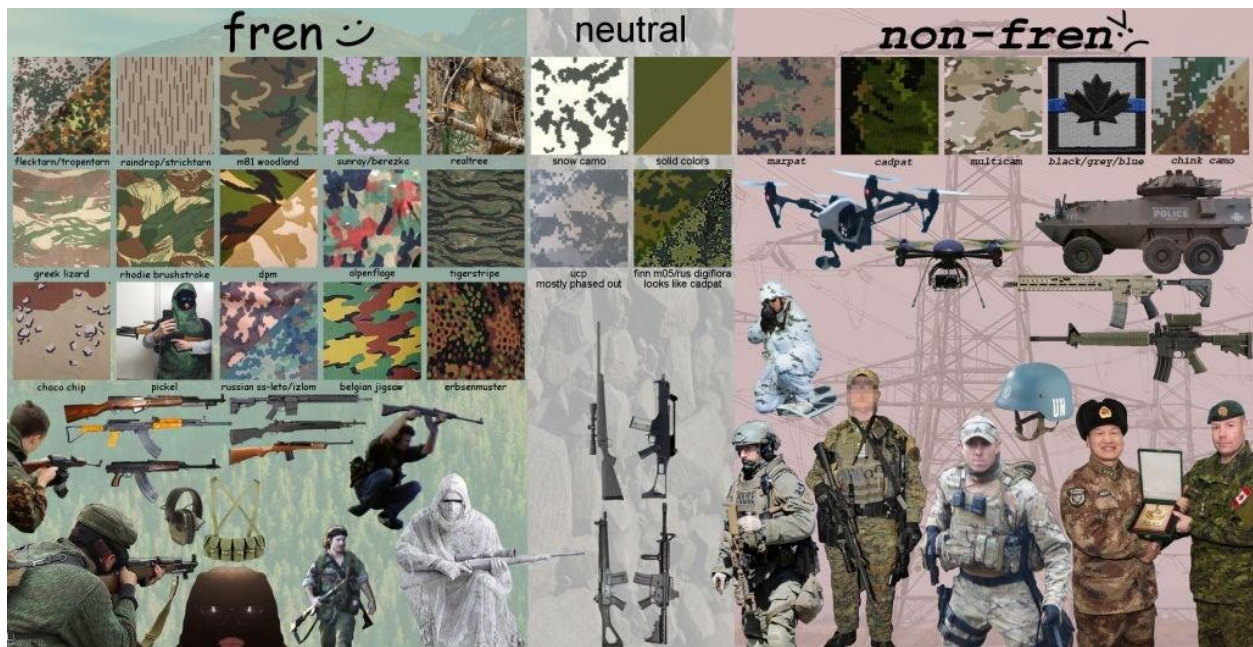 fren :)
neutral
non-fren
flecktarn/tropentarn
raindrop/strichtarn
m81 woodland
sunray/berezka
realtree
snow camo
solid colors
marpat
cadpat
multicam
black/grey/blue
chink camo
greek lizard
rhodie brushstroke
dpm
alpenflage
tigerstripe
ucp
mostly phased out
finn m05/rus digiflora
looks like cadpat
choco chip
pickel
russian ss-leto/izlom
belgian jigsaw
erbsenmuster
POLICE
UN
POLICE